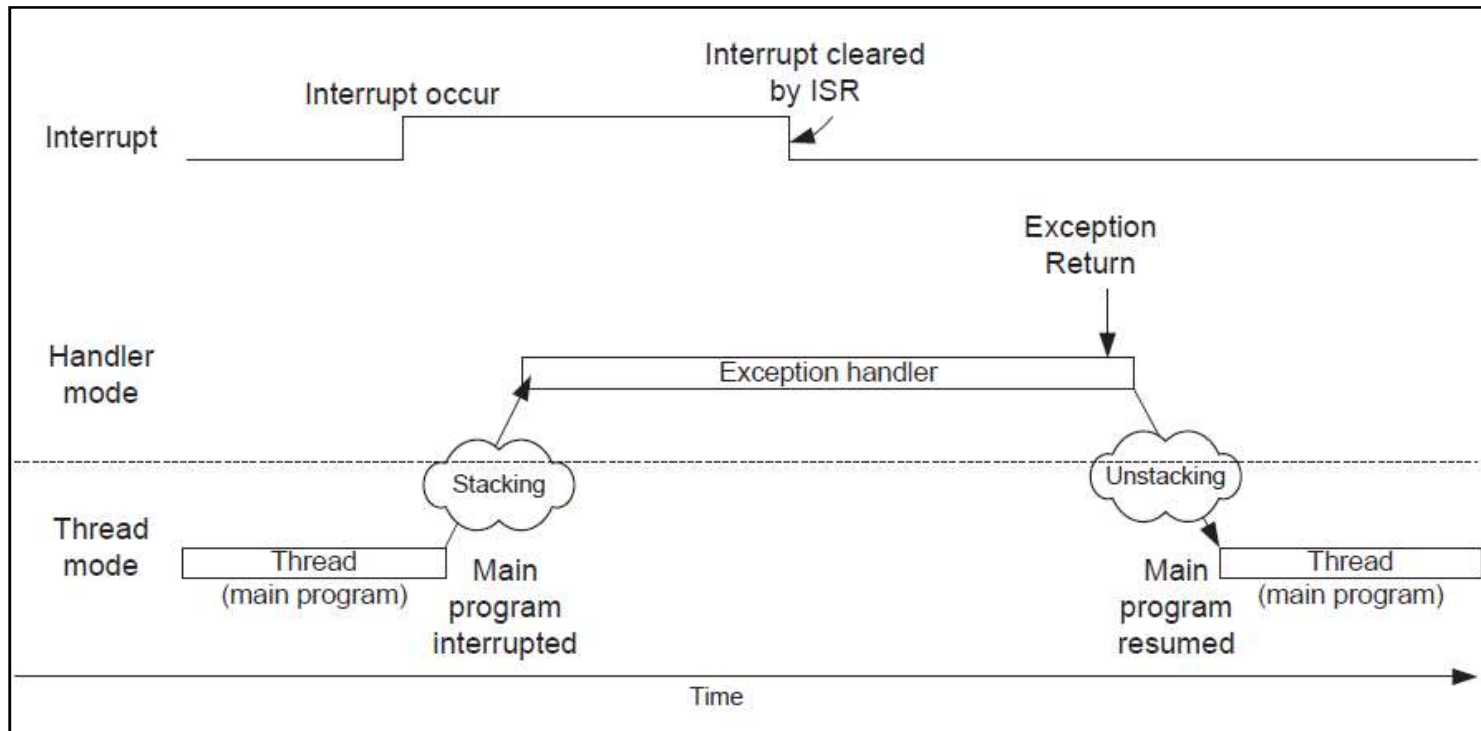 Interrupt cleared
by ISR
Interrupt occur
Interrupt
Exception
Return
Handler
mode
Exception handler
Stacking
Unstacking
Thread
mode
Thread
(main program)
Main
program
interrupted
Main
program
resumed
Thread
(main program)
Time